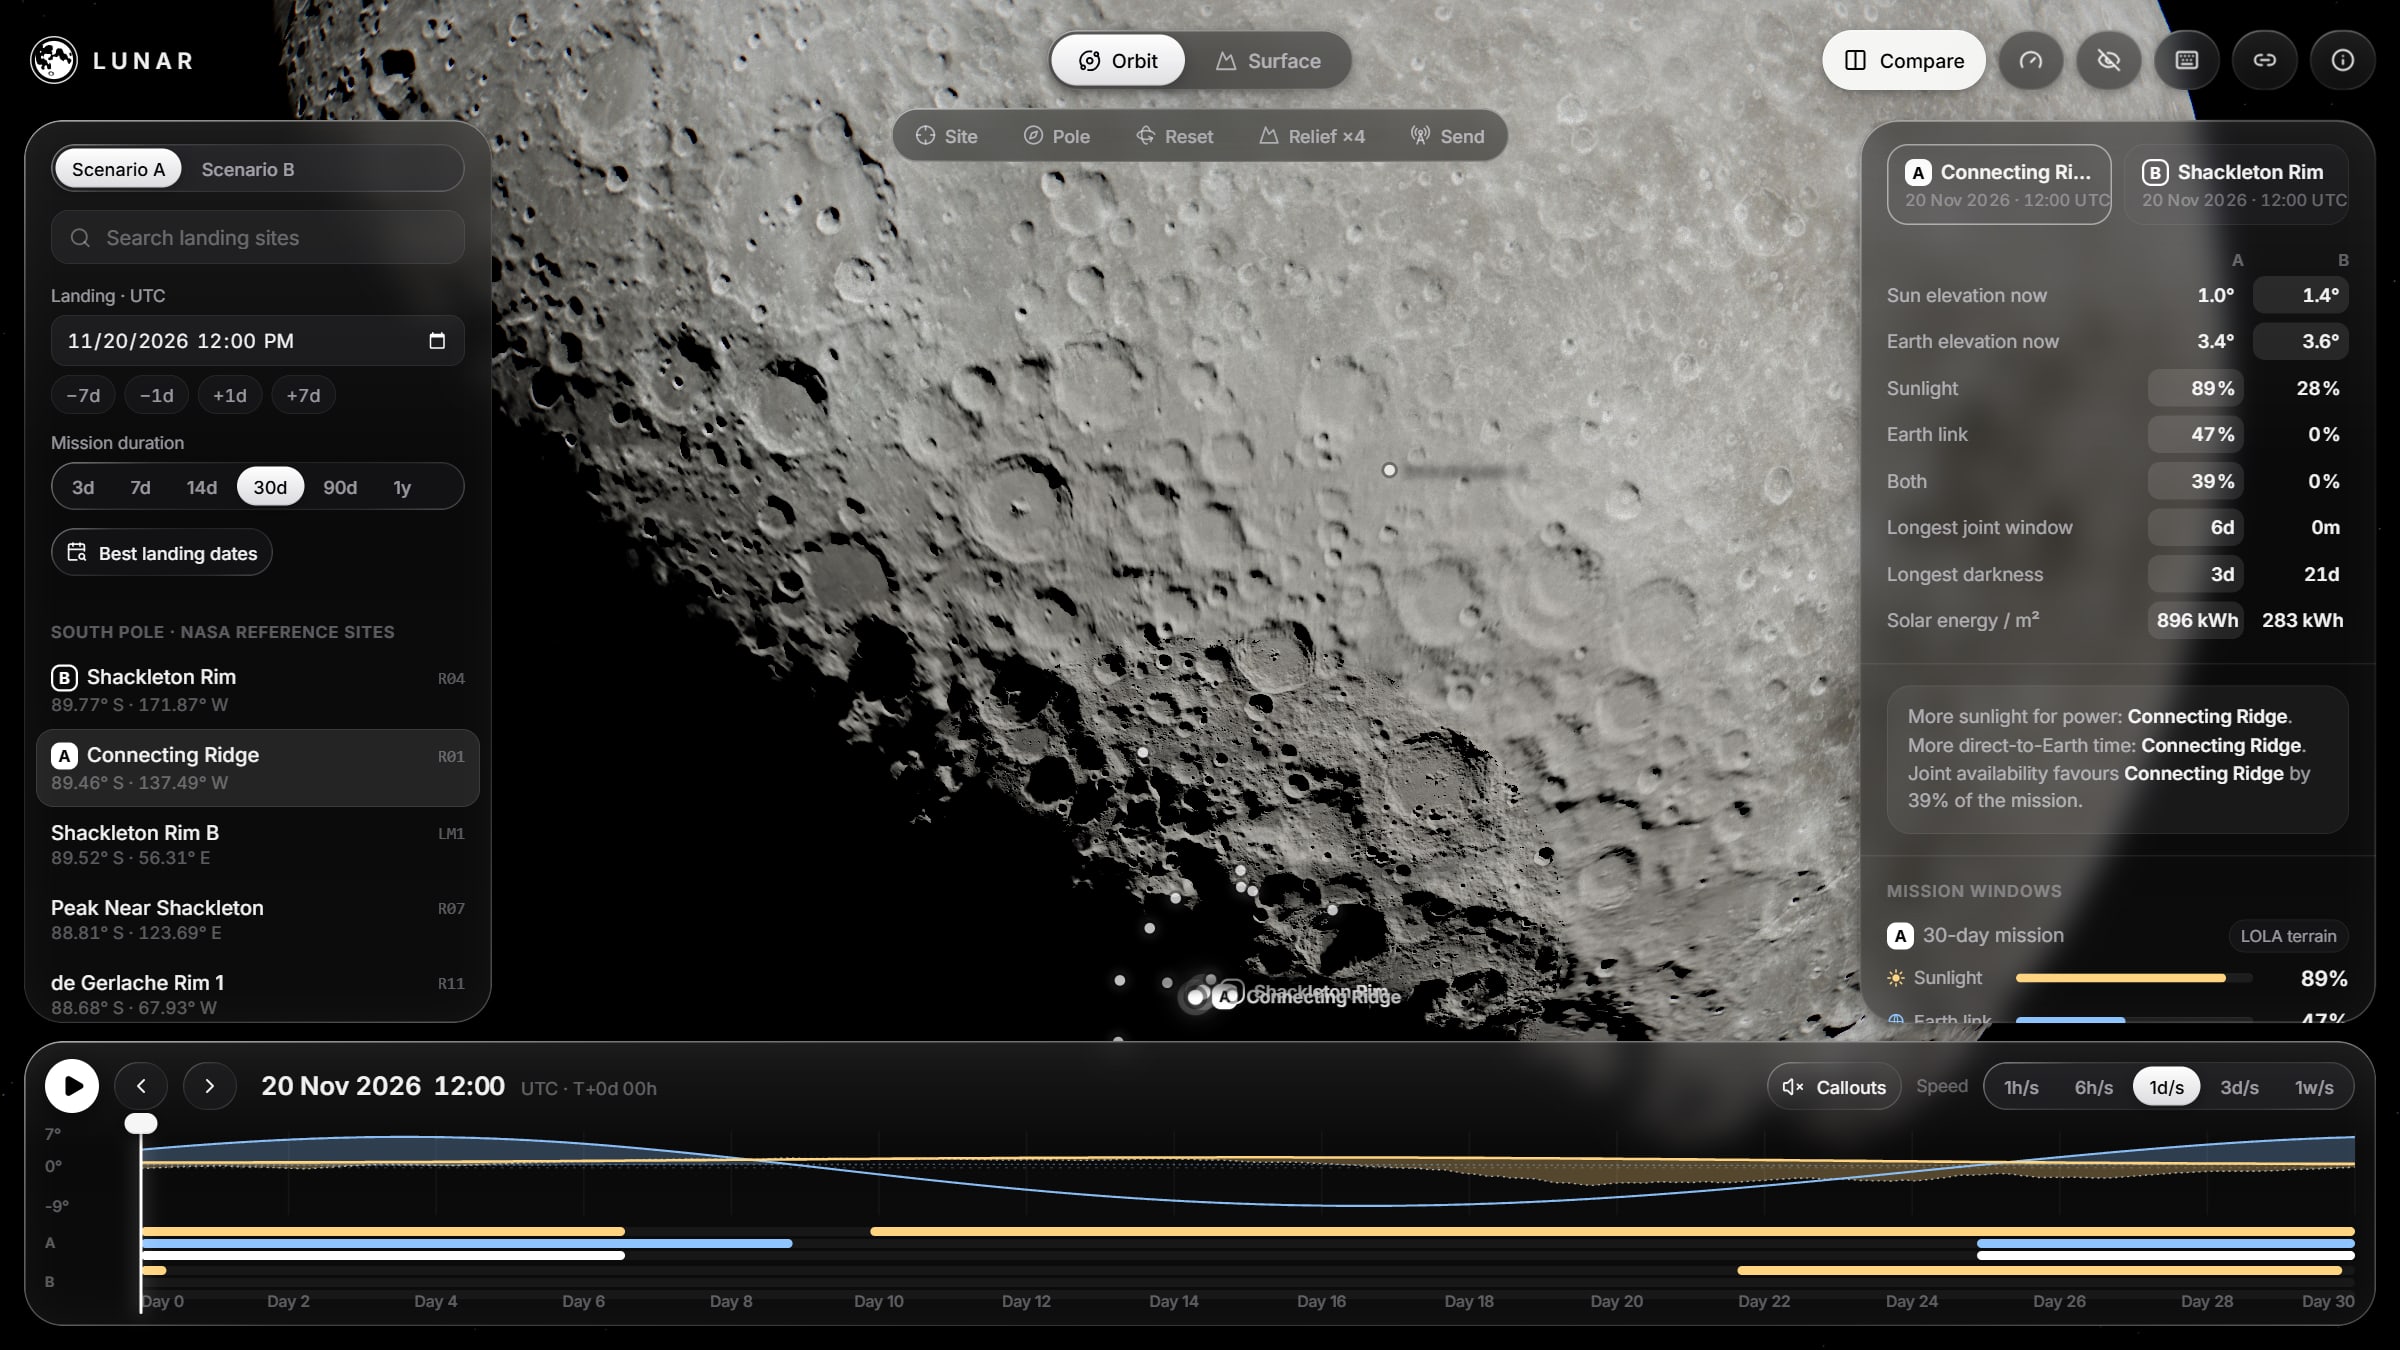 LUNAR
Orbit
Surface
Compare
Site
Pole
Reset
Relief ×4
Send
Scenario A
Scenario B
Search landing sites
Landing · UTC
11/20/2026 12:00 PM
−7d
−1d
+1d
+7d
Mission duration
3d
7d
14d
30d
90d
1y
Best landing dates
SOUTH POLE · NASA REFERENCE SITES
B Shackleton Rim R04
89.77° S · 171.87° W
A Connecting Ridge R01
89.46° S · 137.49° W
Shackleton Rim B LM1
89.52° S · 56.31° E
Peak Near Shackleton R07
88.81° S · 123.69° E
de Gerlache Rim 1 R11
88.68° S · 67.93° W
Shackleton Rim
A Connecting Ridge
A Connecting Ri...
20 Nov 2026 · 12:00 UTC
B Shackleton Rim
20 Nov 2026 · 12:00 UTC
A B
Sun elevation now 1.0° 1.4°
Earth elevation now 3.4° 3.6°
Sunlight 89% 28%
Earth link 47% 0%
Both 39% 0%
Longest joint window 6d 0m
Longest darkness 3d 21d
Solar energy / m² 896 kWh 283 kWh
More sunlight for power: Connecting Ridge.
More direct-to-Earth time: Connecting Ridge.
Joint availability favours Connecting Ridge by
39% of the mission.
MISSION WINDOWS
A 30-day mission LOLA terrain
Sunlight 89%
Earth link 47%
20 Nov 2026 12:00 UTC · T+0d 00h
Callouts
Speed
1h/s
6h/s
1d/s
3d/s
1w/s
7°
0°
-9°
A
B
Day 0 Day 2 Day 4 Day 6 Day 8 Day 10 Day 12 Day 14 Day 16 Day 18 Day 20 Day 22 Day 24 Day 26 Day 28 Day 30